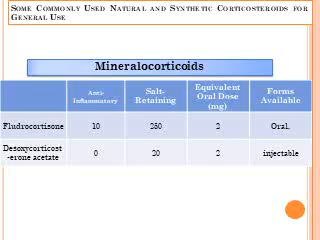 SOME COMMONLY USED NATURAL AND SYNTHETIC CORTICOSTEROIDS FOR
GENERAL USE
Mineralocorticoids
Anti-
Inflammatory
Salt-
Retaining
Equivalent
Oral Dose
(mg)
Forms
Available
Fludrocortisone 10 250 2 Oral,
Desoxycorticost
-erone acetate 0 20 2 injectable